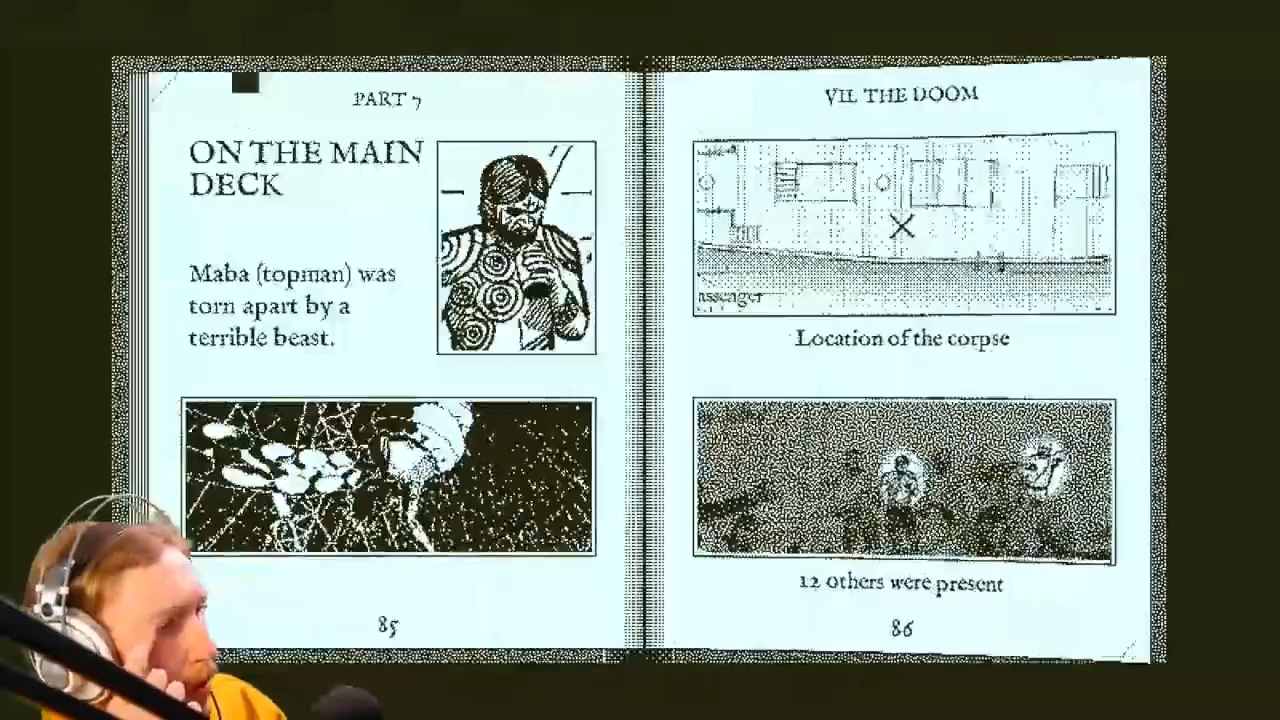 PART 7
ON THE MAIN
DECK
Maba (topman) was
torn apart by a
terrible beast.
85
VII. THE DOOM
assenger
Location of the corpse
12 others were present
86